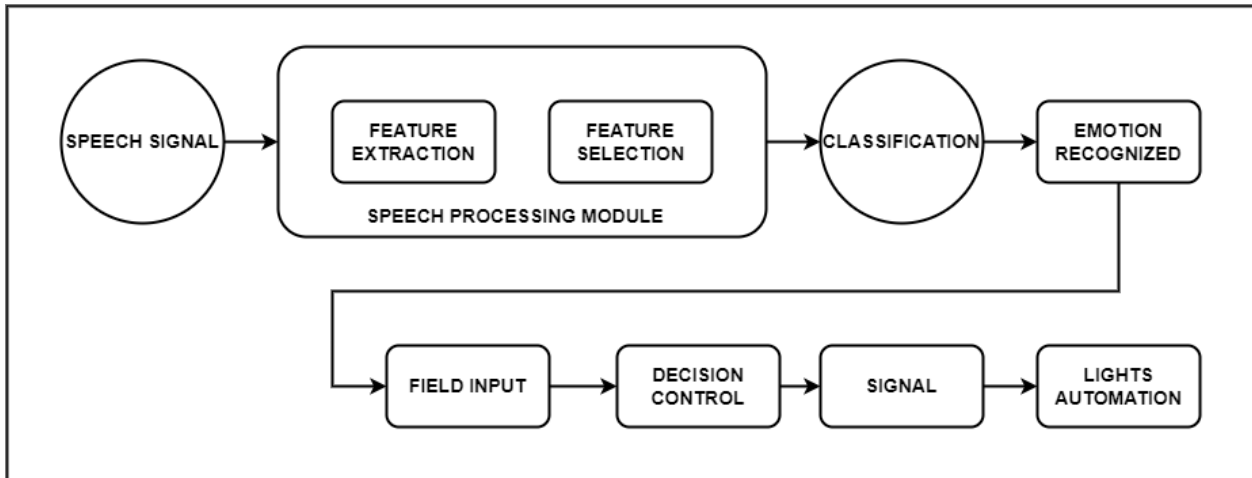 SPEECH SIGNAL
FEATURE
EXTRACTION
FEATURE
SELECTION
SPEECH PROCESSING MODULE
CLASSIFICATION
EMOTION
RECOGNIZED
FIELD INPUT
DECISION
CONTROL
SIGNAL
LIGHTS
AUTOMATION